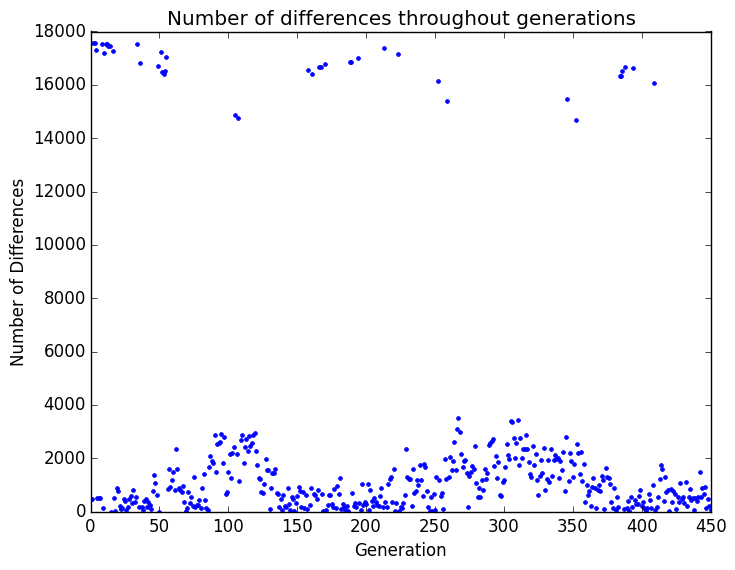 Number of differences throughout generations
18000
16000
14000
12000
10000
8000
6000
4000
2000
0
Number of Differences
0 50 100 150 200 250 300 350 400 450
Generation